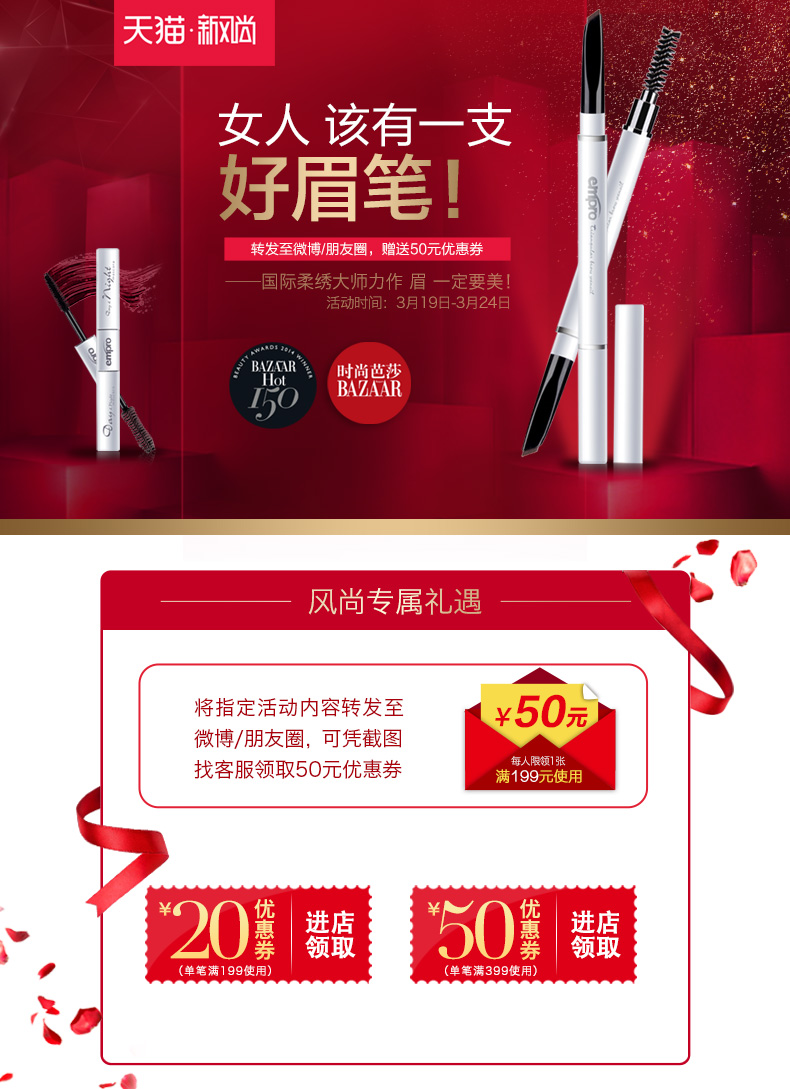 天猫·新风尚
女人 该有一支
好眉笔！
转发至微博/朋友圈，赠送50元优惠券
——国际柔绣大师力作 眉 一定要美！
活动时间：3月19日-3月24日
BEAUTY AWARDS 2014 WINNER
BAZAAR
Hot
150
时尚芭莎
BAZAAR
empro
Night
empro
Day
风尚专属礼遇
将指定活动内容转发至
微博/朋友圈，可凭截图
找客服领取50元优惠券
¥50元
每人限领1张
满199元使用
¥20优惠券
（单笔满199使用）
进店
领取
¥50优惠券
（单笔满399使用）
进店
领取